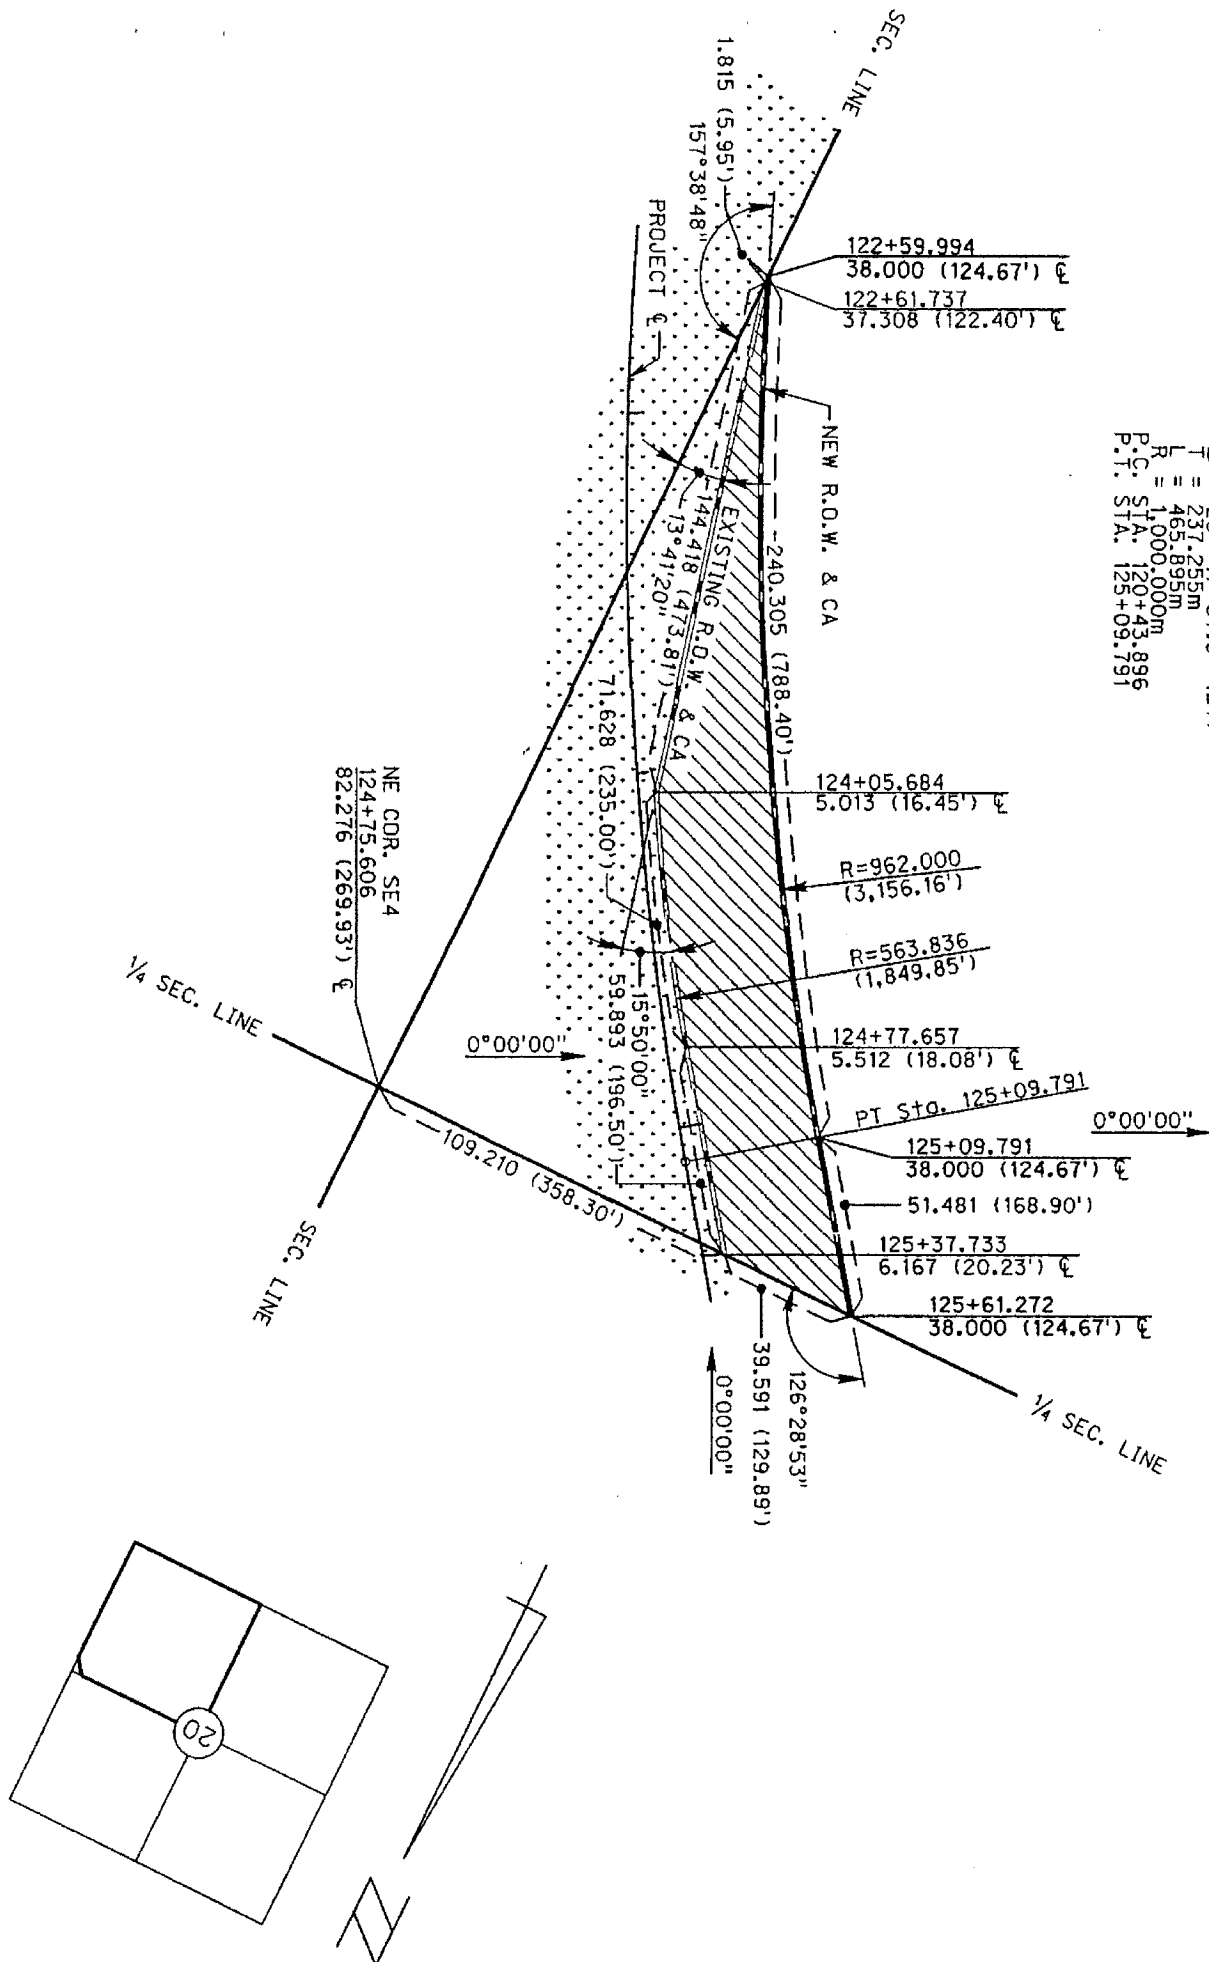 SEC. LINE
1.815 (5.95')
157°38'48"
PROJECT ℄
122+59.994
38.000 (124.67') ℄
122+61.737
37.308 (122.40') ℄
NEW R.O.W. & CA
T = 237.255m
L = 465.895m
R = 1,000.000m
P.C. STA. 120+43.896
P.T. STA. 125+09.791
240.305 (788.40')
EXISTING R.O.W. & CA
144.418 (473.81')
13°41'20"
71.628 (235.00')
124+05.684
5.013 (16.45') ℄
R=962.000
(3,156.16')
R=563.836
(1,849.85')
NE COR. SE4
124+75.606
82.276 (269.93') ℄
15°50'00"
59.893 (196.50')
124+77.657
5.512 (18.08') ℄
1/4 SEC. LINE
0°00'00"
PT Sta. 125+09.791
0°00'00"
125+09.791
38.000 (124.67') ℄
109.210 (358.30')
51.481 (168.90')
125+37.733
6.167 (20.23') ℄
SEC. LINE
125+61.272
38.000 (124.67') ℄
126°28'53"
39.591 (129.89')
0°00'00"
1/4 SEC. LINE
20
N